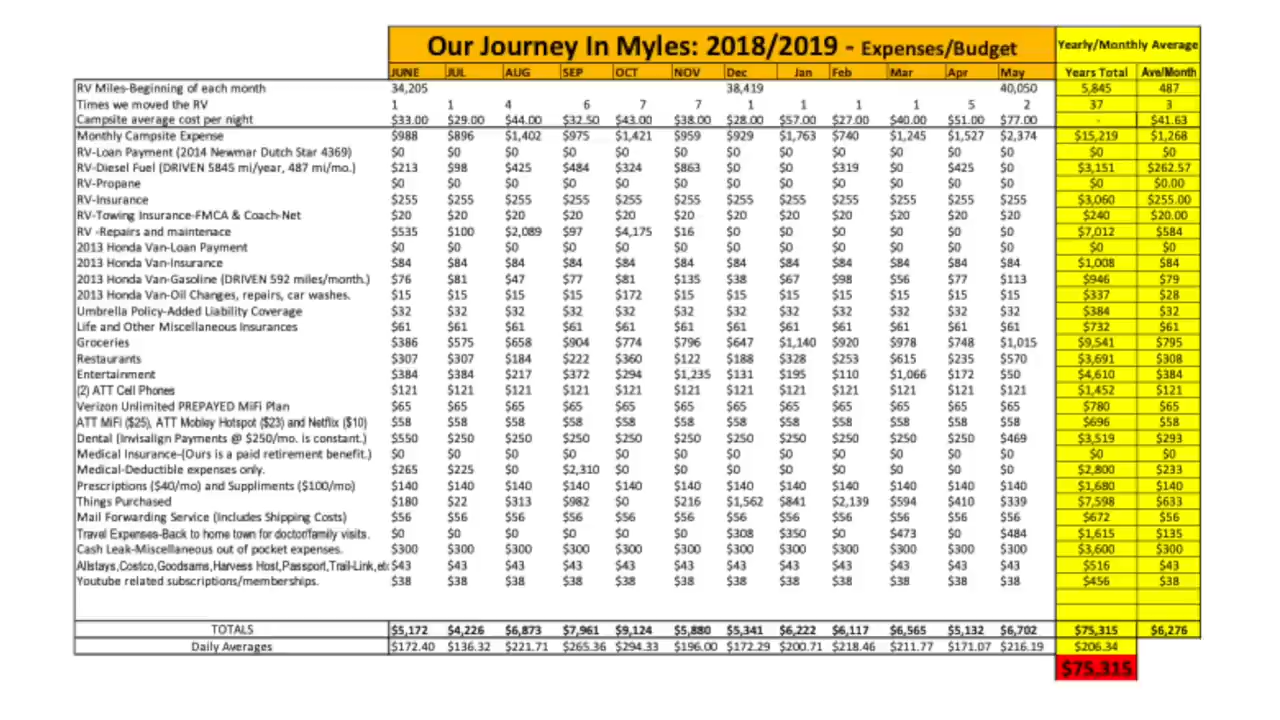 Our Journey In Myles: 2018/2019 - Expenses/Budget Yearly/Monthly Average
JUNE JUL AUG SEP OCT NOV Dec Jan Feb Mar Apr May Years Total Ave/Month
RV Miles-Beginning of each month 34,205 38,419 40,050 5,845 487
Times we moved the RV 1 1 4 6 7 7 1 1 1 1 5 2 37 3
Campsite average cost per night $33.00 $29.00 $44.00 $32.50 $43.00 $38.00 $28.00 $57.00 $27.00 $40.00 $51.00 $77.00 - $41.63
Monthly Campsite Expense $988 $896 $1,402 $975 $1,421 $959 $929 $1,763 $740 $1,245 $1,527 $2,374 $15,219 $1,268
RV-Loan Payment (2014 Newmar Dutch Star 4369) $0 $0 $0 $0 $0 $0 $0 $0 $0 $0 $0 $0 $0 $0
RV-Diesel Fuel (DRIVEN 5845 mi/year, 487 mi/mo.) $213 $98 $425 $484 $324 $863 $0 $0 $319 $0 $425 $0 $3,151 $262.57
RV-Propane $0 $0 $0 $0 $0 $0 $0 $0 $0 $0 $0 $0 $0 $0.00
RV-Insurance $255 $255 $255 $255 $255 $255 $255 $255 $255 $255 $255 $255 $3,060 $255.00
RV-Towing Insurance-FMCA & Coach-Net $20 $20 $20 $20 $20 $20 $20 $20 $20 $20 $20 $20 $240 $20.00
RV -Repairs and maintenace $535 $100 $2,089 $97 $4,175 $16 $0 $0 $0 $0 $0 $0 $7,012 $584
2013 Honda Van-Loan Payment $0 $0 $0 $0 $0 $0 $0 $0 $0 $0 $0 $0 $0 $0
2013 Honda Van-Insurance $84 $84 $84 $84 $84 $84 $84 $84 $84 $84 $84 $84 $1,008 $84
2013 Honda Van-Gasoline (DRIVEN 592 miles/month.) $76 $81 $47 $77 $81 $135 $38 $67 $98 $56 $77 $113 $946 $79
2013 Honda Van-Oil Changes, repairs, car washes. $15 $15 $15 $15 $172 $15 $15 $15 $15 $15 $15 $15 $337 $28
Umbrella Policy-Added Liability Coverage $32 $32 $32 $32 $32 $32 $32 $32 $32 $32 $32 $32 $384 $32
Life and Other Miscellaneous Insurances $61 $61 $61 $61 $61 $61 $61 $61 $61 $61 $61 $61 $732 $61
Groceries $386 $575 $658 $904 $774 $796 $647 $1,140 $920 $978 $748 $1,015 $9,541 $795
Restaurants $307 $307 $184 $222 $360 $122 $188 $328 $253 $615 $235 $570 $3,691 $308
Entertainment $384 $384 $217 $372 $294 $1,235 $131 $195 $110 $1,066 $172 $50 $4,610 $384
(2) ATT Cell Phones $121 $121 $121 $121 $121 $121 $121 $121 $121 $121 $121 $121 $1,452 $121
Verizon Unlimited PREPAYED MiFi Plan $65 $65 $65 $65 $65 $65 $65 $65 $65 $65 $65 $65 $780 $65
ATT MiFi ($25), ATT Mobley Hotspot ($23) and Netflix ($10) $58 $58 $58 $58 $58 $58 $58 $58 $58 $58 $58 $58 $696 $58
Dental (Invisalign Payments @ $250/mo. is constant.) $550 $250 $250 $250 $250 $250 $250 $250 $250 $250 $250 $469 $3,519 $293
Medical Insurance-(Ours is a paid retirement benefit.) $0 $0 $0 $0 $0 $0 $0 $0 $0 $0 $0 $0 $0 $0
Medical-Deductible expenses only. $265 $225 $0 $2,310 $0 $0 $0 $0 $0 $0 $0 $0 $2,800 $233
Prescriptions ($40/mo) and Suppliments ($100/mo) $140 $140 $140 $140 $140 $140 $140 $140 $140 $140 $140 $140 $1,680 $140
Things Purchased $180 $22 $313 $982 $0 $216 $1,562 $841 $2,139 $594 $410 $339 $7,598 $633
Mail Forwarding Service (Includes Shipping Costs) $56 $56 $56 $56 $56 $56 $56 $56 $56 $56 $56 $56 $672 $56
Travel Expenses-Back to home town for doctor/family visits. $0 $0 $0 $0 $0 $0 $308 $350 $0 $473 $0 $484 $1,615 $135
Cash Leak-Miscellaneous out of pocket expenses. $300 $300 $300 $300 $300 $300 $300 $300 $300 $300 $300 $300 $3,600 $300
Allstays,Costco,Goodsams,Harvess Host,Passport,Trail-Link,etc $43 $43 $43 $43 $43 $43 $43 $43 $43 $43 $43 $43 $516 $43
Youtube related subscriptions/memberships. $38 $38 $38 $38 $38 $38 $38 $38 $38 $38 $38 $38 $456 $38
TOTALS $5,172 $4,226 $6,873 $7,961 $9,124 $5,880 $5,341 $6,222 $6,117 $6,565 $5,132 $6,702 $75,315 $6,276
Daily Averages $172.40 $136.32 $221.71 $265.36 $294.33 $196.00 $172.29 $200.71 $218.46 $211.77 $171.07 $216.19 $206.34
$75,315